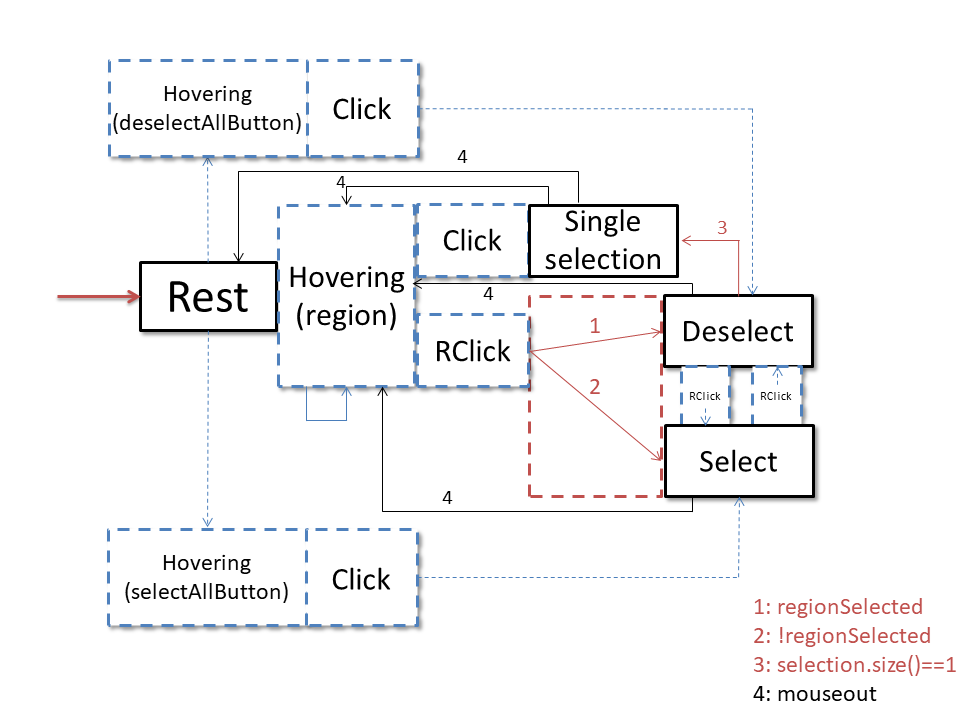 Hovering
(deselectAllButton)
Click
4
4
Single
selection
Click
3
Hovering
(region)
Rest
4
1
Deselect
RClick
2
RClick
RClick
Select
4
Hovering
(selectAllButton)
Click
1: regionSelected
2: !regionSelected
3: selection.size()==1
4: mouseout